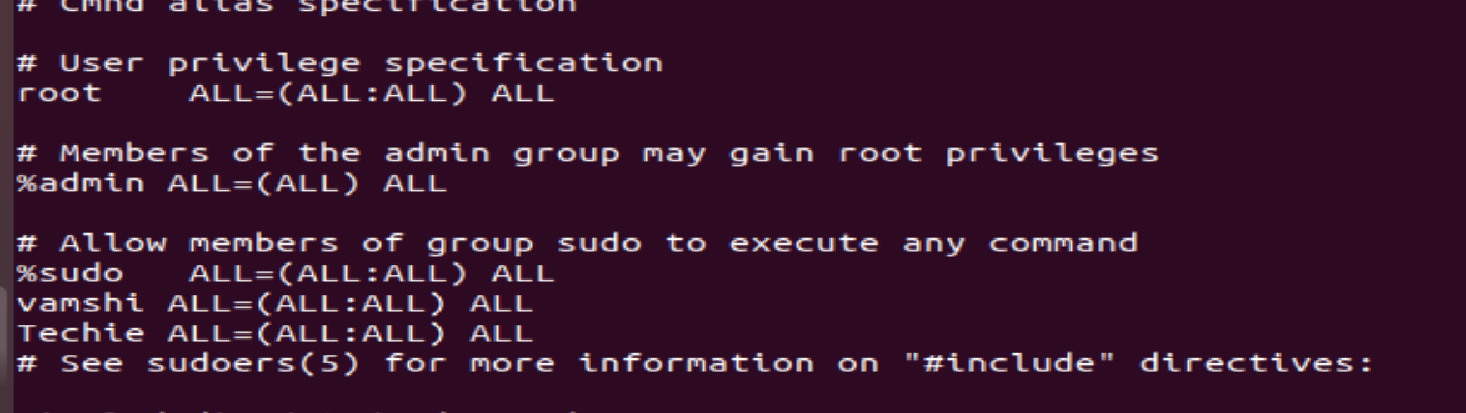 # Cmnd alias specification
# User privilege specification
root    ALL=(ALL:ALL) ALL
# Members of the admin group may gain root privileges
%admin ALL=(ALL) ALL
# Allow members of group sudo to execute any command
%sudo   ALL=(ALL:ALL) ALL
vamshi ALL=(ALL:ALL) ALL
Techie ALL=(ALL:ALL) ALL
# See sudoers(5) for more information on "#include" directives: